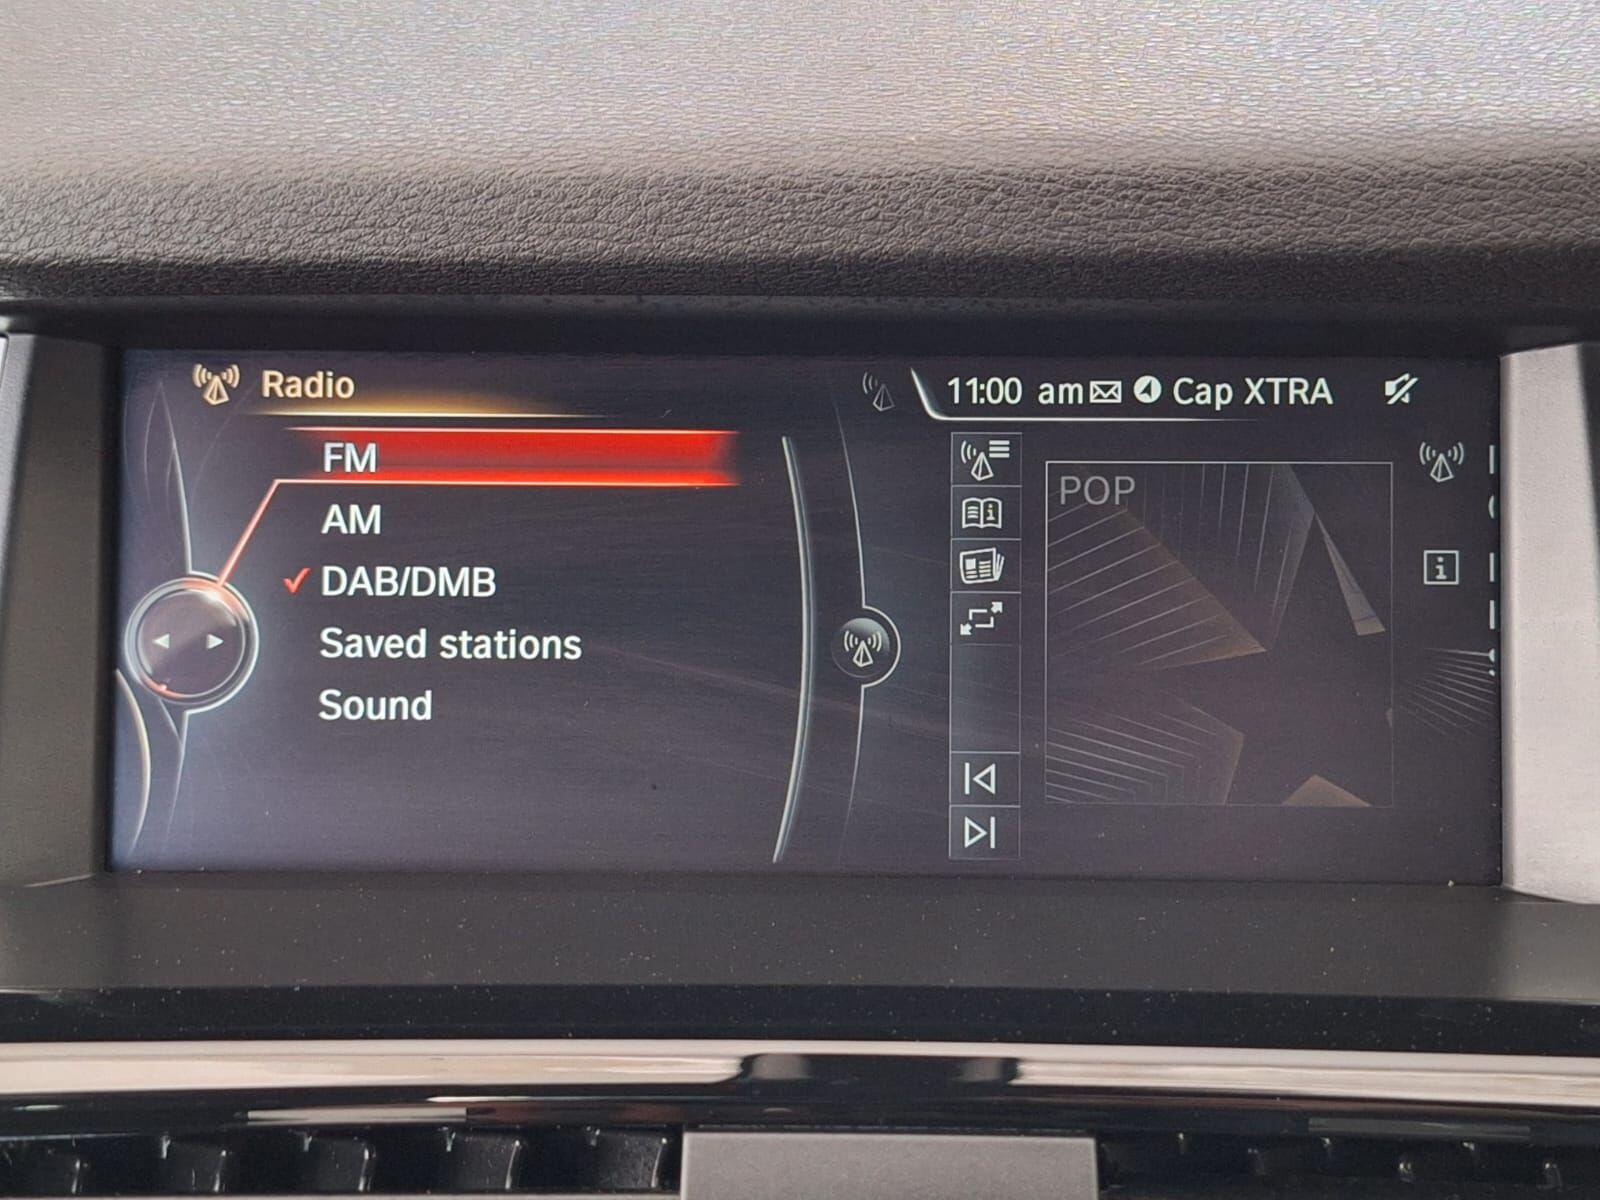 Radio
FM
AM
DAB/DMB
Saved stations
Sound
11:00 am Cap XTRA
POP